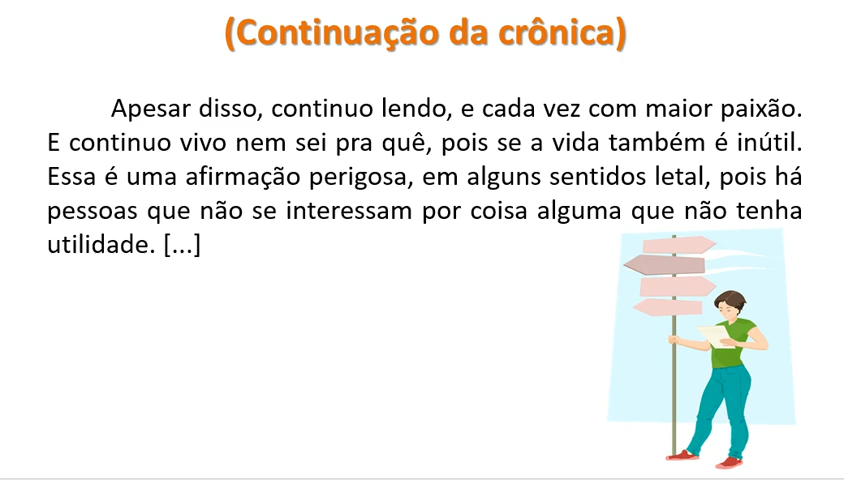 (Continuação da crônica)
Apesar disso, continuo lendo, e cada vez com maior paixão.
E continuo vivo nem sei pra quê, pois se a vida também é inútil.
Essa é uma afirmação perigosa, em alguns sentidos letal, pois há
pessoas que não se interessam por coisa alguma que não tenha
utilidade. [...]